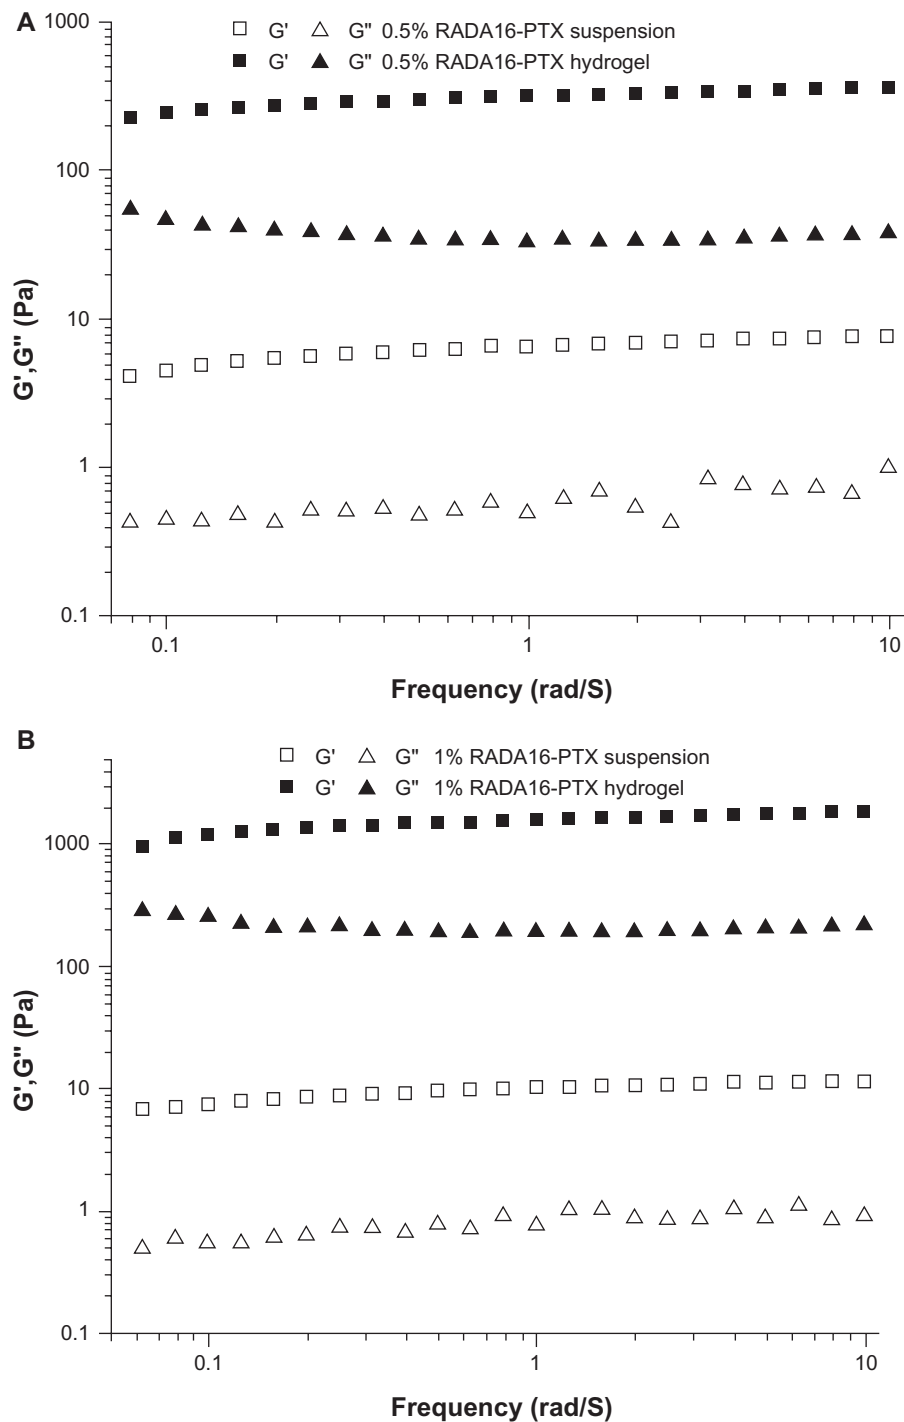 A
G' G" 0.5% RADA16-PTX suspension
G' G" 0.5% RADA16-PTX hydrogel
1000
100
10
1
0.1
G',G" (Pa)
0.1 1 10
Frequency (rad/S)
B
G' G" 1% RADA16-PTX suspension
G' G" 1% RADA16-PTX hydrogel
1000
100
10
1
0.1
G',G" (Pa)
0.1 1 10
Frequency (rad/S)